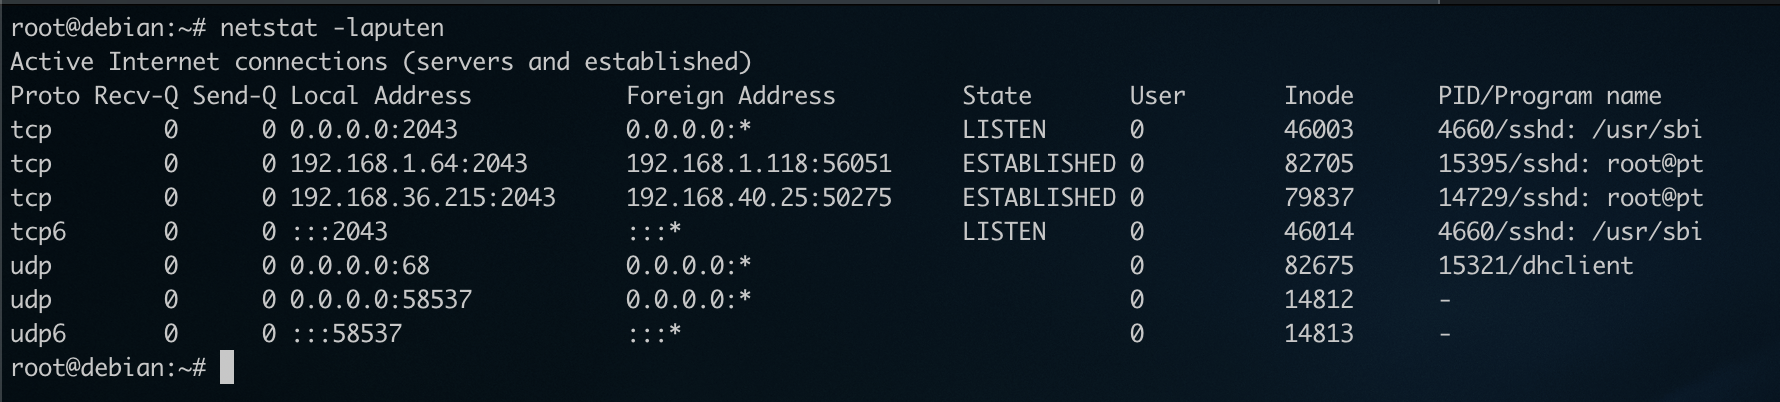 root@debian:~# netstat -laputen
Active Internet connections (servers and established)
Proto Recv-Q Send-Q Local Address           Foreign Address         State       User       Inode      PID/Program name
tcp        0      0 0.0.0.0:2043            0.0.0.0:*               LISTEN      0          46003      4660/sshd: /usr/sbi
tcp        0      0 192.168.1.64:2043       192.168.1.118:56051     ESTABLISHED 0          82705      15395/sshd: root@pt
tcp        0      0 192.168.36.215:2043     192.168.40.25:50275     ESTABLISHED 0          79837      14729/sshd: root@pt
tcp6       0      0 :::2043                 :::*                    LISTEN      0          46014      4660/sshd: /usr/sbi
udp        0      0 0.0.0.0:68              0.0.0.0:*                           0          82675      15321/dhclient
udp        0      0 0.0.0.0:58537           0.0.0.0:*                           0          14812      -
udp6       0      0 :::58537                :::*                                0          14813      -
root@debian:~#